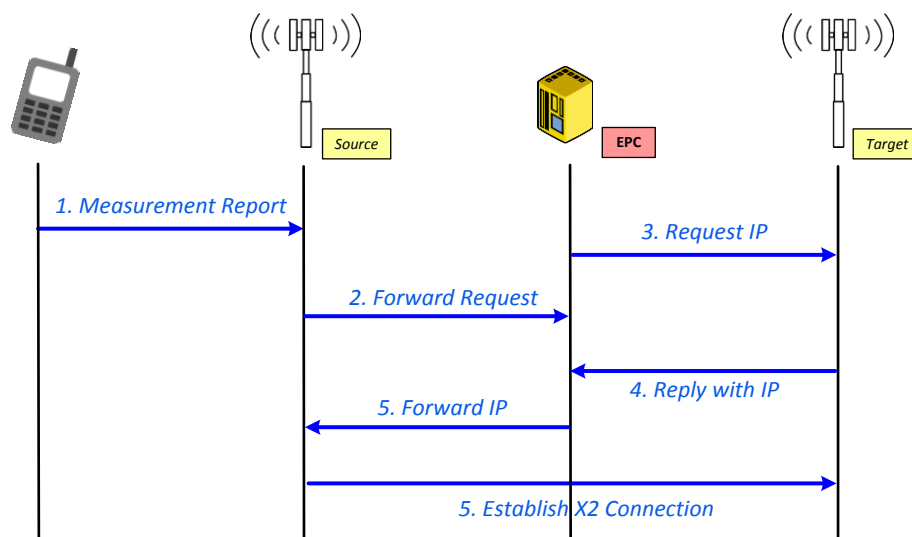 Source
EPC
Target
1. Measurement Report
3. Request IP
2. Forward Request
4. Reply with IP
5. Forward IP
5. Establish X2 Connection